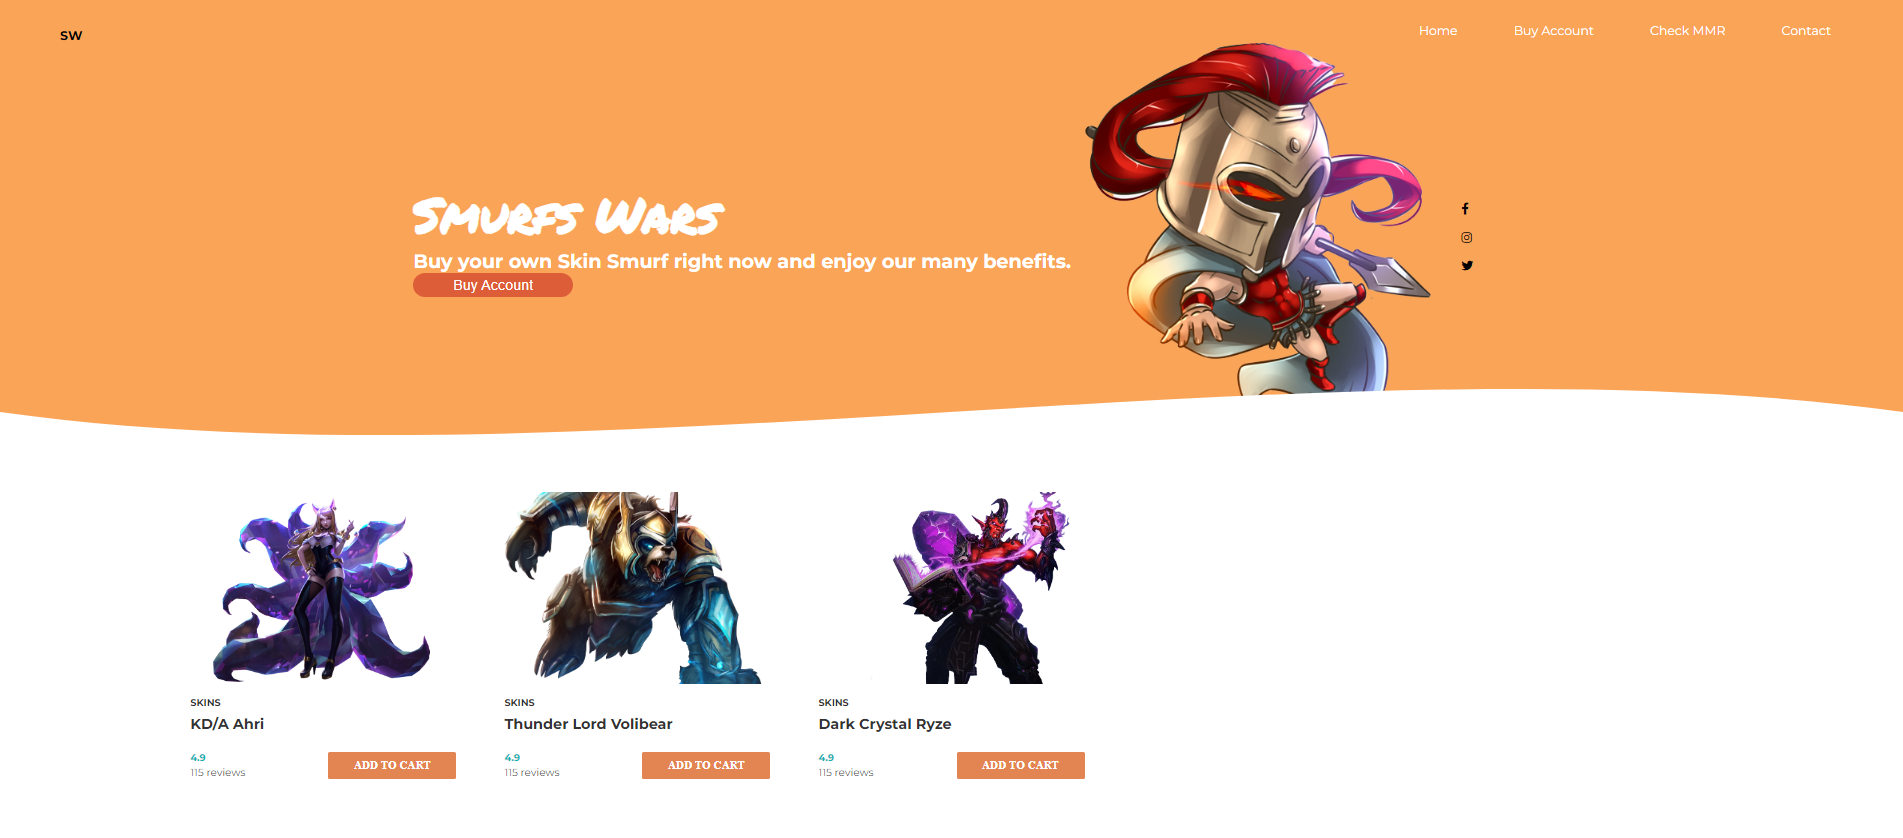 SW
Home
Buy Account
Check MMR
Contact
Smurfs Wars
Buy your own Skin Smurf right now and enjoy our many benefits.
Buy Account
SKINS
KD/A Ahri
4.9
115 reviews
ADD TO CART
SKINS
Thunder Lord Volibear
4.9
115 reviews
ADD TO CART
SKINS
Dark Crystal Ryze
4.9
115 reviews
ADD TO CART